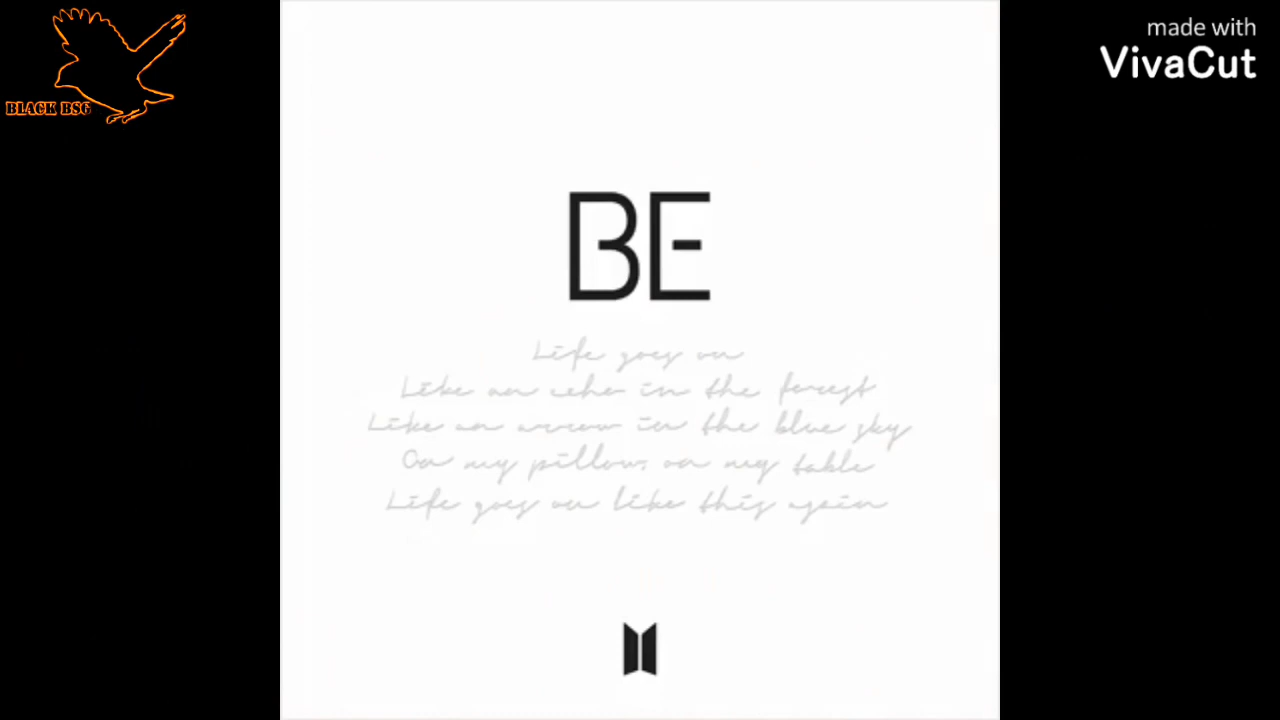 BLACK BSG
made with
VivaCut
BE
Life goes on
Like an echo in the forest
Like an arrow in the blue sky
On my pillow, on my table
Life goes on like this again